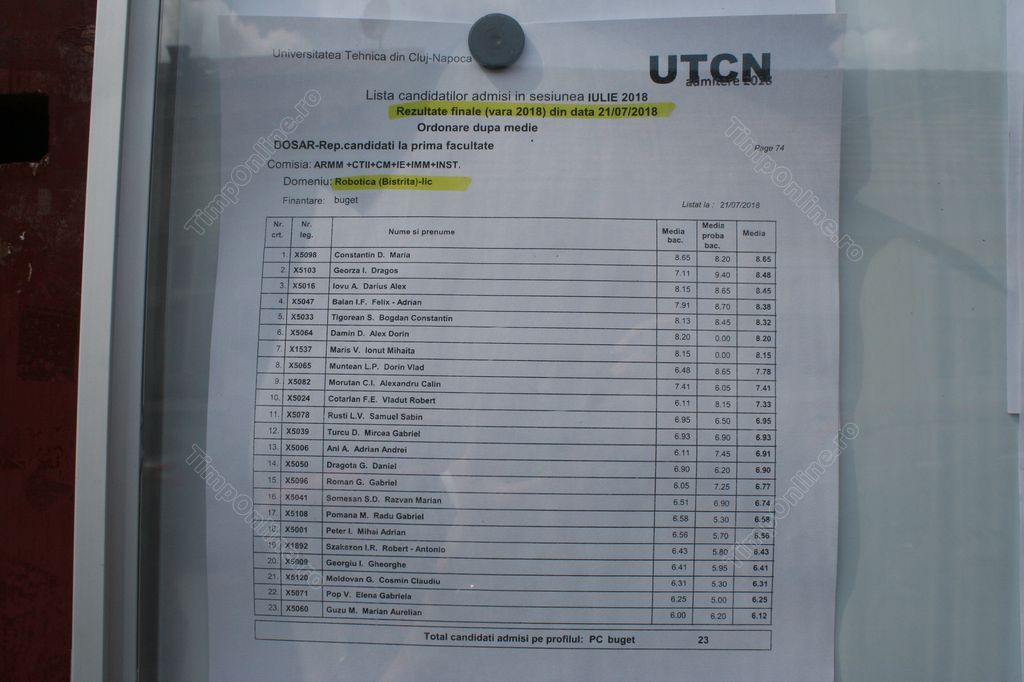 Universitatea Tehnica din Cluj-Napoca
UTCN
admitere 2018
Lista candidatilor admisi in sesiunea IULIE 2018
Rezultate finale (vara 2018) din data 21/07/2018
Ordonare dupa medie
DOSAR-Rep.candidati la prima facultate
Page 74
Comisia: ARMM +CTII+CM+IE+IMM+INST.
Domeniu: Robotica (Bistrita)-lic
Finantare: buget
Listat la : 21/07/2018
Nr. crt. Nr. leg. Nume si prenume Media bac. Media proba bac. Media
1. X5098 Constantin D. Maria 8.65 8.20 8.65
2. X5103 Georza I. Dragos 7.11 9.40 8.48
3. X5016 Iovu A. Darius Alex 8.15 8.65 8.45
4. X5047 Balan I.F. Felix - Adrian 7.91 8.70 8.38
5. X5033 Tigorean S. Bogdan Constantin 8.13 8.45 8.32
6. X5064 Damin D. Alex Dorin 8.20 0.00 8.20
7. X1537 Maris V. Ionut Mihaita 8.15 0.00 8.15
8. X5065 Muntean L.P. Dorin Vlad 6.48 8.65 7.78
9. X5082 Morutan C.I. Alexandru Calin 7.41 6.05 7.41
10. X5024 Cotarlan F.E. Vladut Robert 6.11 8.15 7.33
11. X5078 Rusti L.V. Samuel Sabin 6.95 6.50 6.95
12. X5039 Turcu D. Mircea Gabriel 6.93 6.90 6.93
13. X5006 Ani A. Adrian Andrei 6.11 7.45 6.91
14. X5050 Dragota G. Daniel 6.90 6.20 6.90
15. X5096 Roman G. Gabriel 6.05 7.25 6.77
16. X5041 Somesan S.D. Razvan Marian 6.51 6.90 6.74
17. X5108 Pomana M. Radu Gabriel 6.58 5.30 6.58
18. X5001 Peter I. Mihai Adrian 6.56 5.70 6.56
19. X1892 Szakszon I.R. Robert - Antonio 6.43 5.80 6.43
20. X5009 Georgiu I. Gheorghe 6.41 5.95 6.41
21. X5120 Moldovan G. Cosmin Claudiu 6.31 5.30 6.31
22. X5071 Pop V. Elena Gabriela 6.25 5.00 6.25
23. X5060 Guzu M. Marian Aurelian 6.00 6.20 6.12
Total candidati admisi pe profilul: PC buget 23
TimpOnline.ro
TimpOnline.ro
TimpOnline.ro
TimpOnline.ro